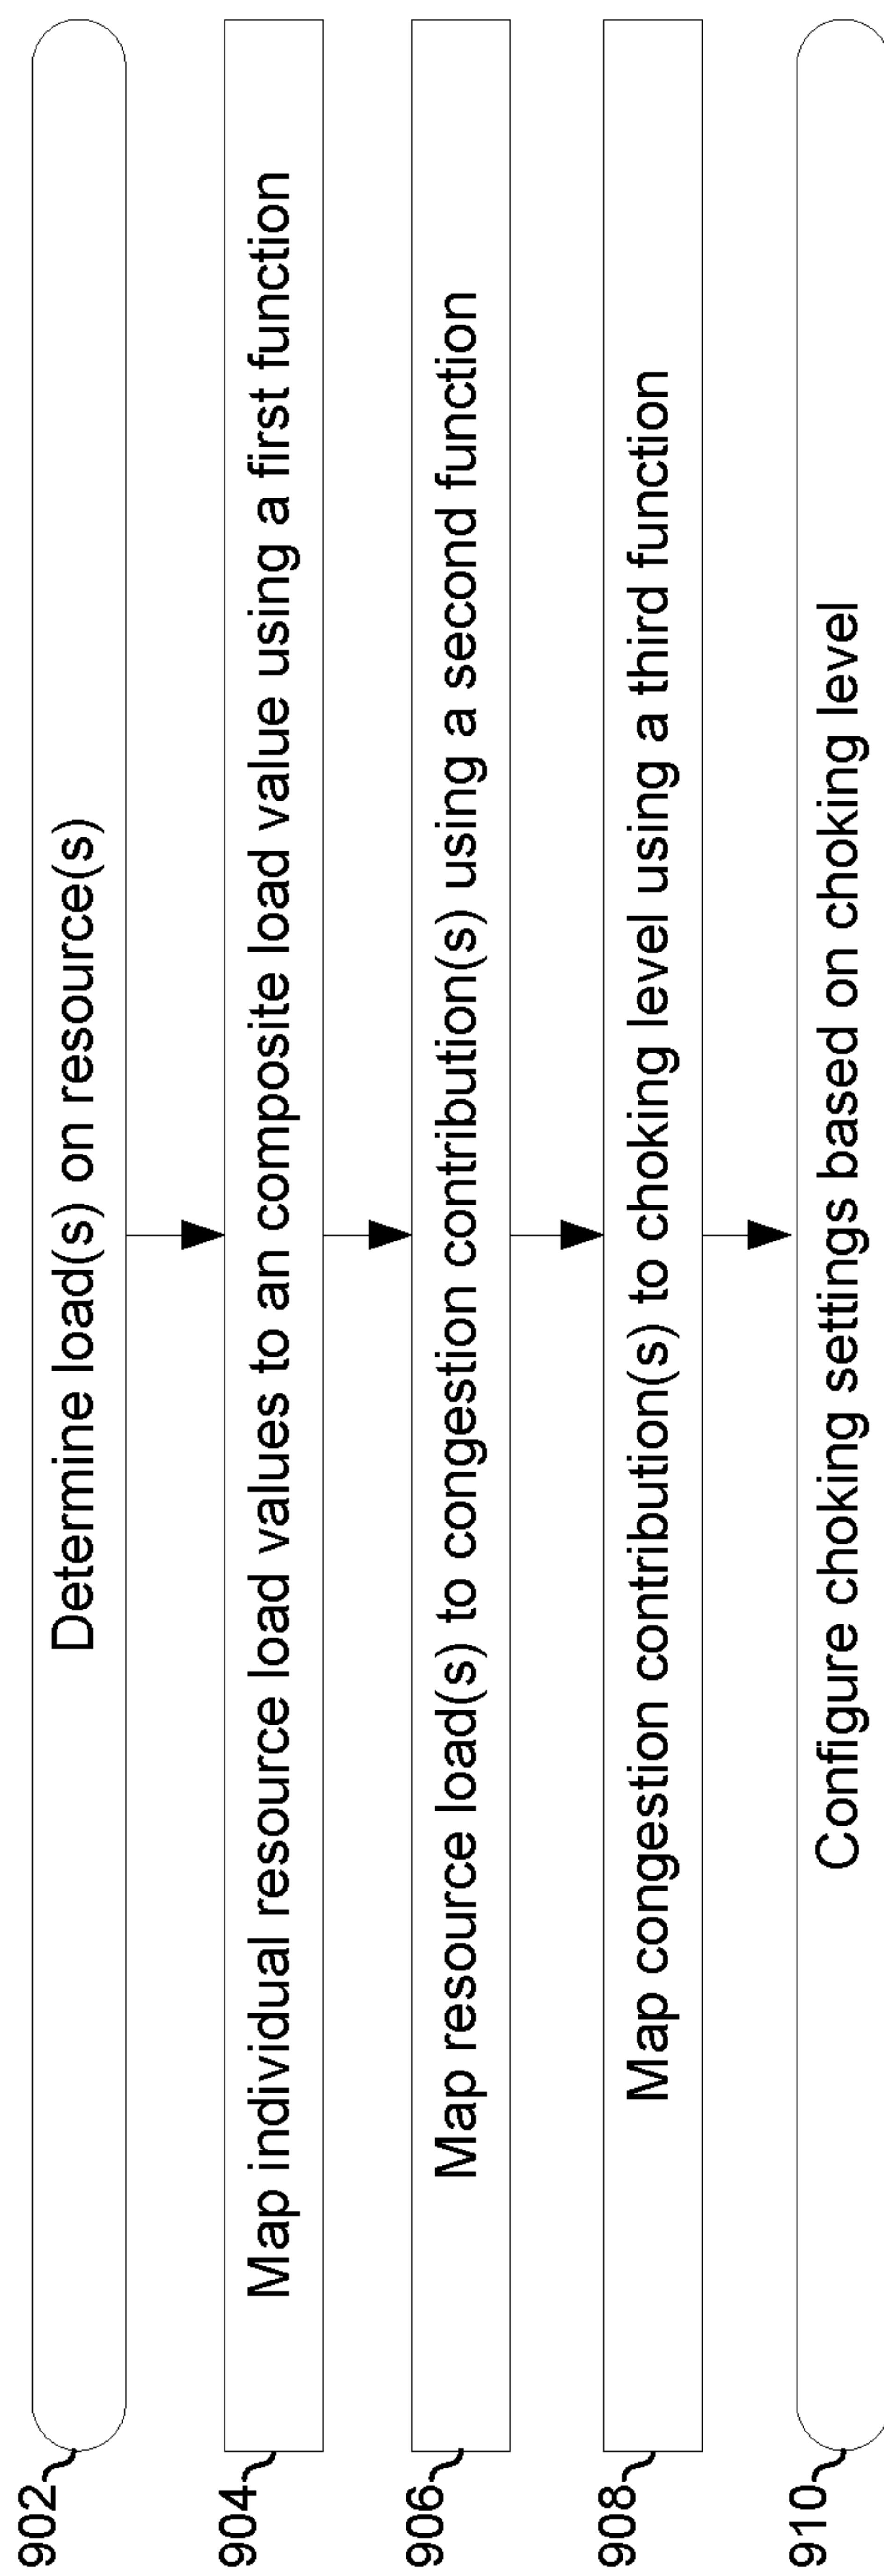 902
Determine load(s) on resource(s)
904
Map individual resource load values to an composite load value using a first function
906
Map resource load(s) to congestion contribution(s) using a second function
908
Map congestion contribution(s) to choking level using a third function
910
Configure choking settings based on choking level